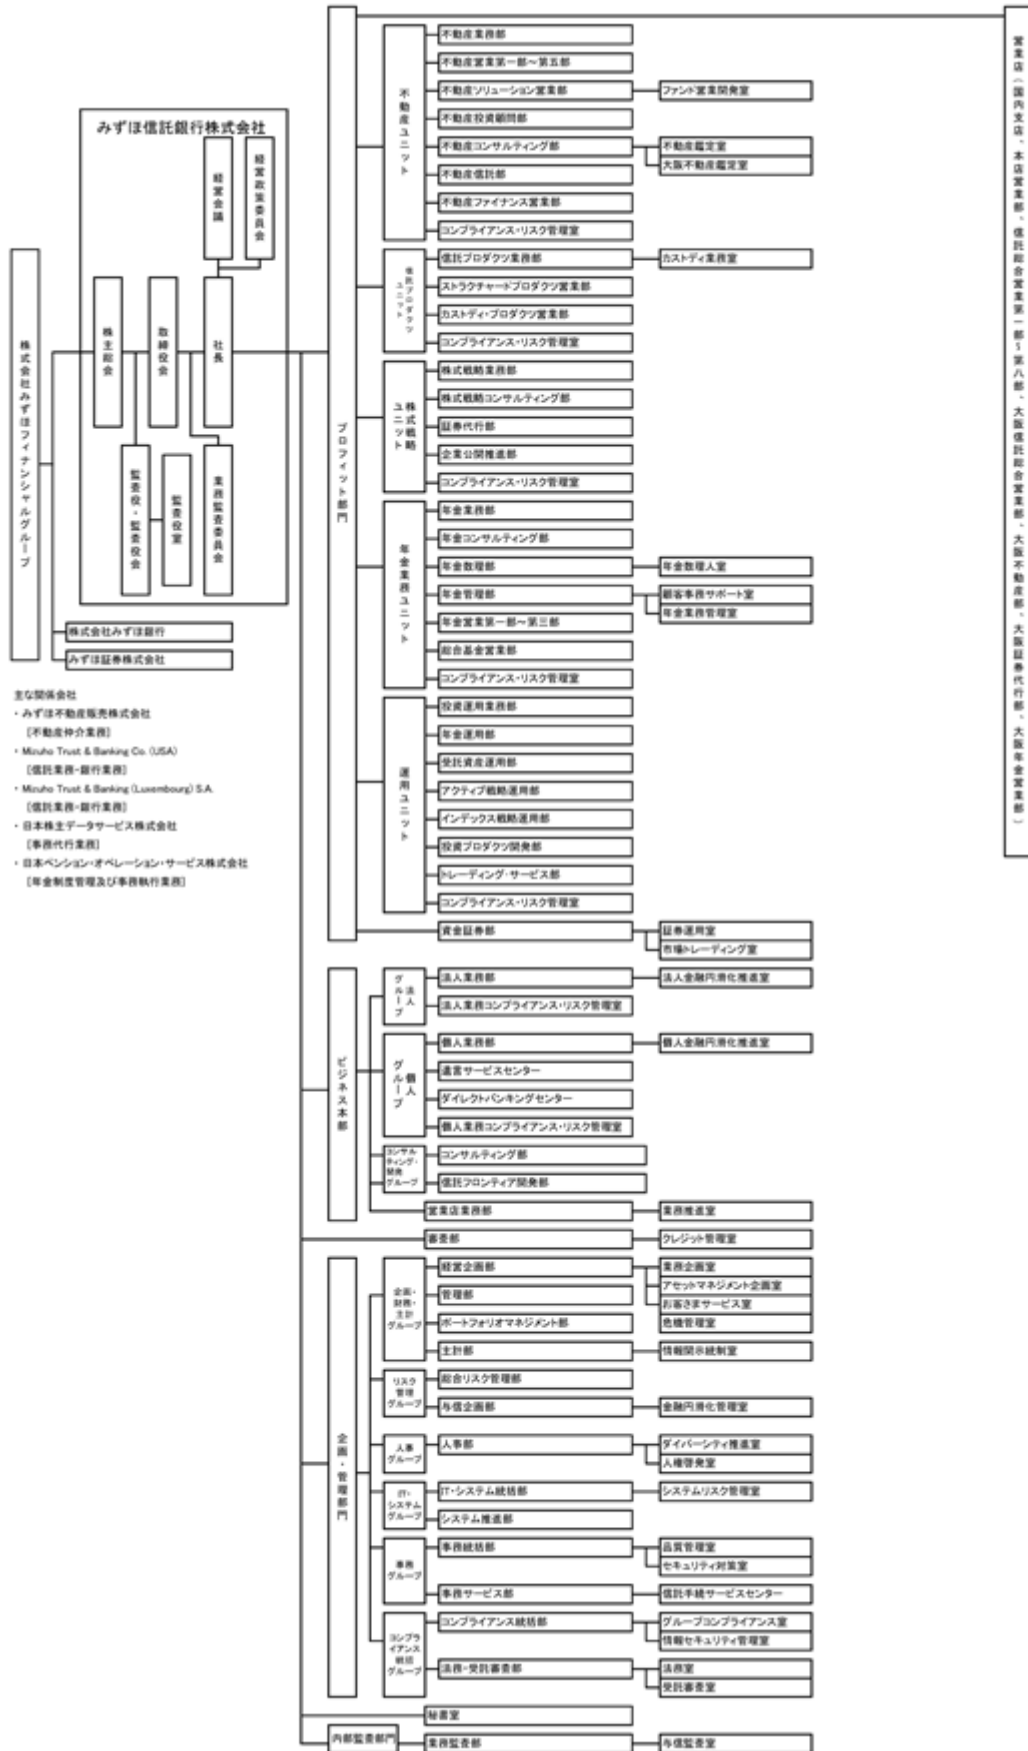 みずほ信託銀行株式会社
経営会議
経営政策委員会
株式会社みずほフィナンシャルグループ
株主総会
取締役会
社長
監査役・監査役会
監査役室
業務監査委員会
株式会社みずほ銀行
みずほ証券株式会社
主な関係会社
・みずほ不動産販売株式会社
［不動産仲介業務］
・Mizuho Trust & Banking Co. (USA)
［信託業務・銀行業務］
・Mizuho Trust & Banking (Luxembourg) S.A.
［信託業務・銀行業務］
・日本株主データサービス株式会社
［事務代行業務］
・日本ペンション・オペレーション・サービス株式会社
［年金制度管理及び事務執行業務］
プロフィット部門
不動産ユニット
不動産業務部
不動産営業第一部～第五部
不動産ソリューション営業部
ファンド営業開発室
不動産投資顧問部
不動産コンサルティング部
不動産鑑定室
大阪不動産鑑定室
不動産信託部
不動産ファイナンス営業部
コンプライアンス・リスク管理室
信託プロダクツ
ユニット
信託プロダクツ業務部
カストディ業務室
ストラクチャードプロダクツ営業部
カストディ・プロダクツ営業部
コンプライアンス・リスク管理室
株式戦略
ユニット
株式戦略業務部
株式戦略コンサルティング部
証券代行部
企業公開推進部
コンプライアンス・リスク管理室
年金業務ユニット
年金業務部
年金コンサルティング部
年金数理部
年金数理人室
年金管理部
顧客事務サポート室
年金業務管理室
年金営業第一部～第三部
総合基金営業部
コンプライアンス・リスク管理室
運用ユニット
投資運用業務部
年金運用部
受託資産運用部
アクティブ戦略運用部
インデックス戦略運用部
投資プロダクツ開発部
トレーディング・サービス部
コンプライアンス・リスク管理室
資金証券部
証券運用室
市場トレーディング室
ビジネス本部
法人
グループ
法人業務部
法人金融円滑化推進室
法人業務コンプライアンス・リスク管理室
個人
グループ
個人業務部
個人金融円滑化推進室
遺言サービスセンター
ダイレクトバンキングセンター
個人業務コンプライアンス・リスク管理室
コンサル
ティング・
開発
グループ
コンサルティング部
信託フロンティア開発部
営業店業務部
業務推進室
審査部
クレジット管理室
企画・管理部門
企画・
財務・
主計
グループ
経営企画部
業務企画室
アセットマネジメント企画室
お客さまサービス室
危機管理室
管理部
ポートフォリオマネジメント部
主計部
情報開示統制室
リスク
管理
グループ
総合リスク管理部
与信企画部
金融円滑化管理室
人事
グループ
人事部
ダイバーシティ推進室
人権啓発室
IT・
システム
グループ
IT・システム統括部
システムリスク管理室
システム推進部
事務
グループ
事務統括部
品質管理室
セキュリティ対策室
事務サービス部
信託手続サービスセンター
コンプラ
イアンス
統括
グループ
コンプライアンス統括部
グループコンプライアンス室
情報セキュリティ管理室
法務・受託審査部
法務室
受託審査室
秘書室
内部監査部門
業務監査部
与信監査室
営業店（国内支店、本店営業部、信託総合営業第一部～第八部、大阪信託総合営業部、大阪不動産部、大阪証券代行部、大阪年金営業部）